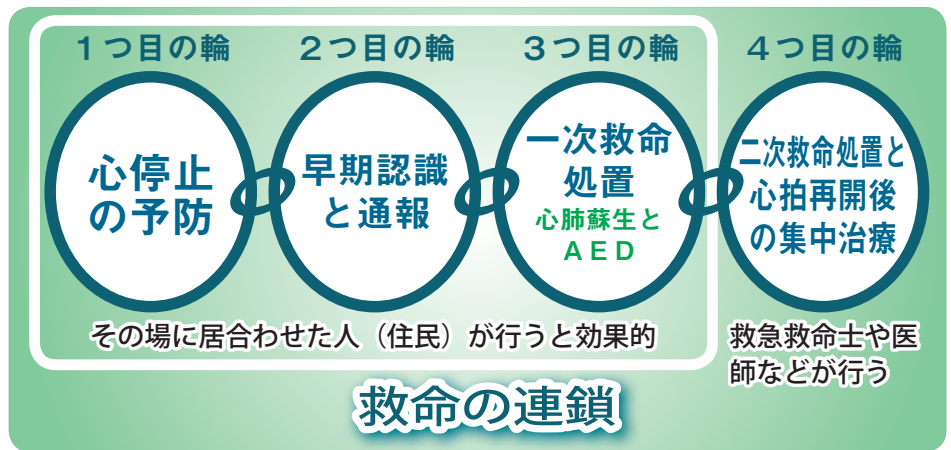 １つ目の輪
２つ目の輪
３つ目の輪
４つ目の輪
心停止
の予防
早期認識
と通報
一次救命
処置
心肺蘇生と
ＡＥＤ
二次救命処置と
心拍再開後
の集中治療
その場に居合わせた人（住民）が行うと効果的
救急救命士や医
師などが行う
救命の連鎖